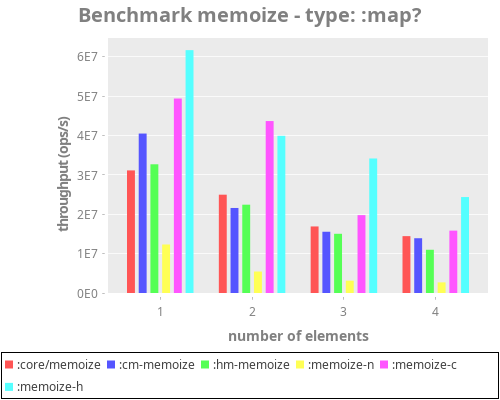 Benchmark memoize - type: :map?
6E7
5E7
4E7
3E7
2E7
1E7
0E0
throughput (ops/s)
1 2 3 4
number of elements
:core/memoize :cm-memoize :hm-memoize :memoize-n :memoize-c
:memoize-h